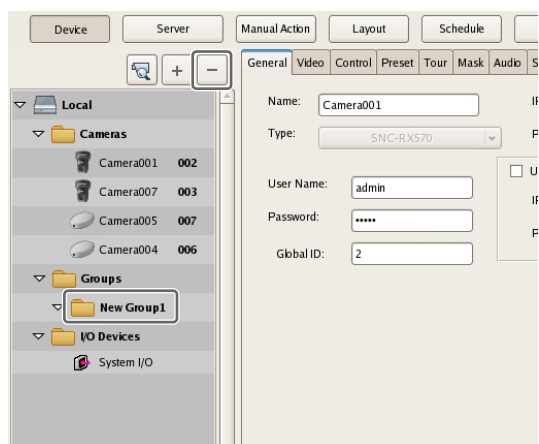 Device Server Manual Action Layout Schedule
General Video Control Preset Tour Mask Audio S
Local
Cameras
Camera001 002
Camera007 003
Camera005 007
Camera004 006
Groups
New Group1
I/O Devices
System I/O
Name: Camera001
Type: SNC-RX570
User Name: admin
Password: •••••
Global ID: 2
IP
P
U
IP
P